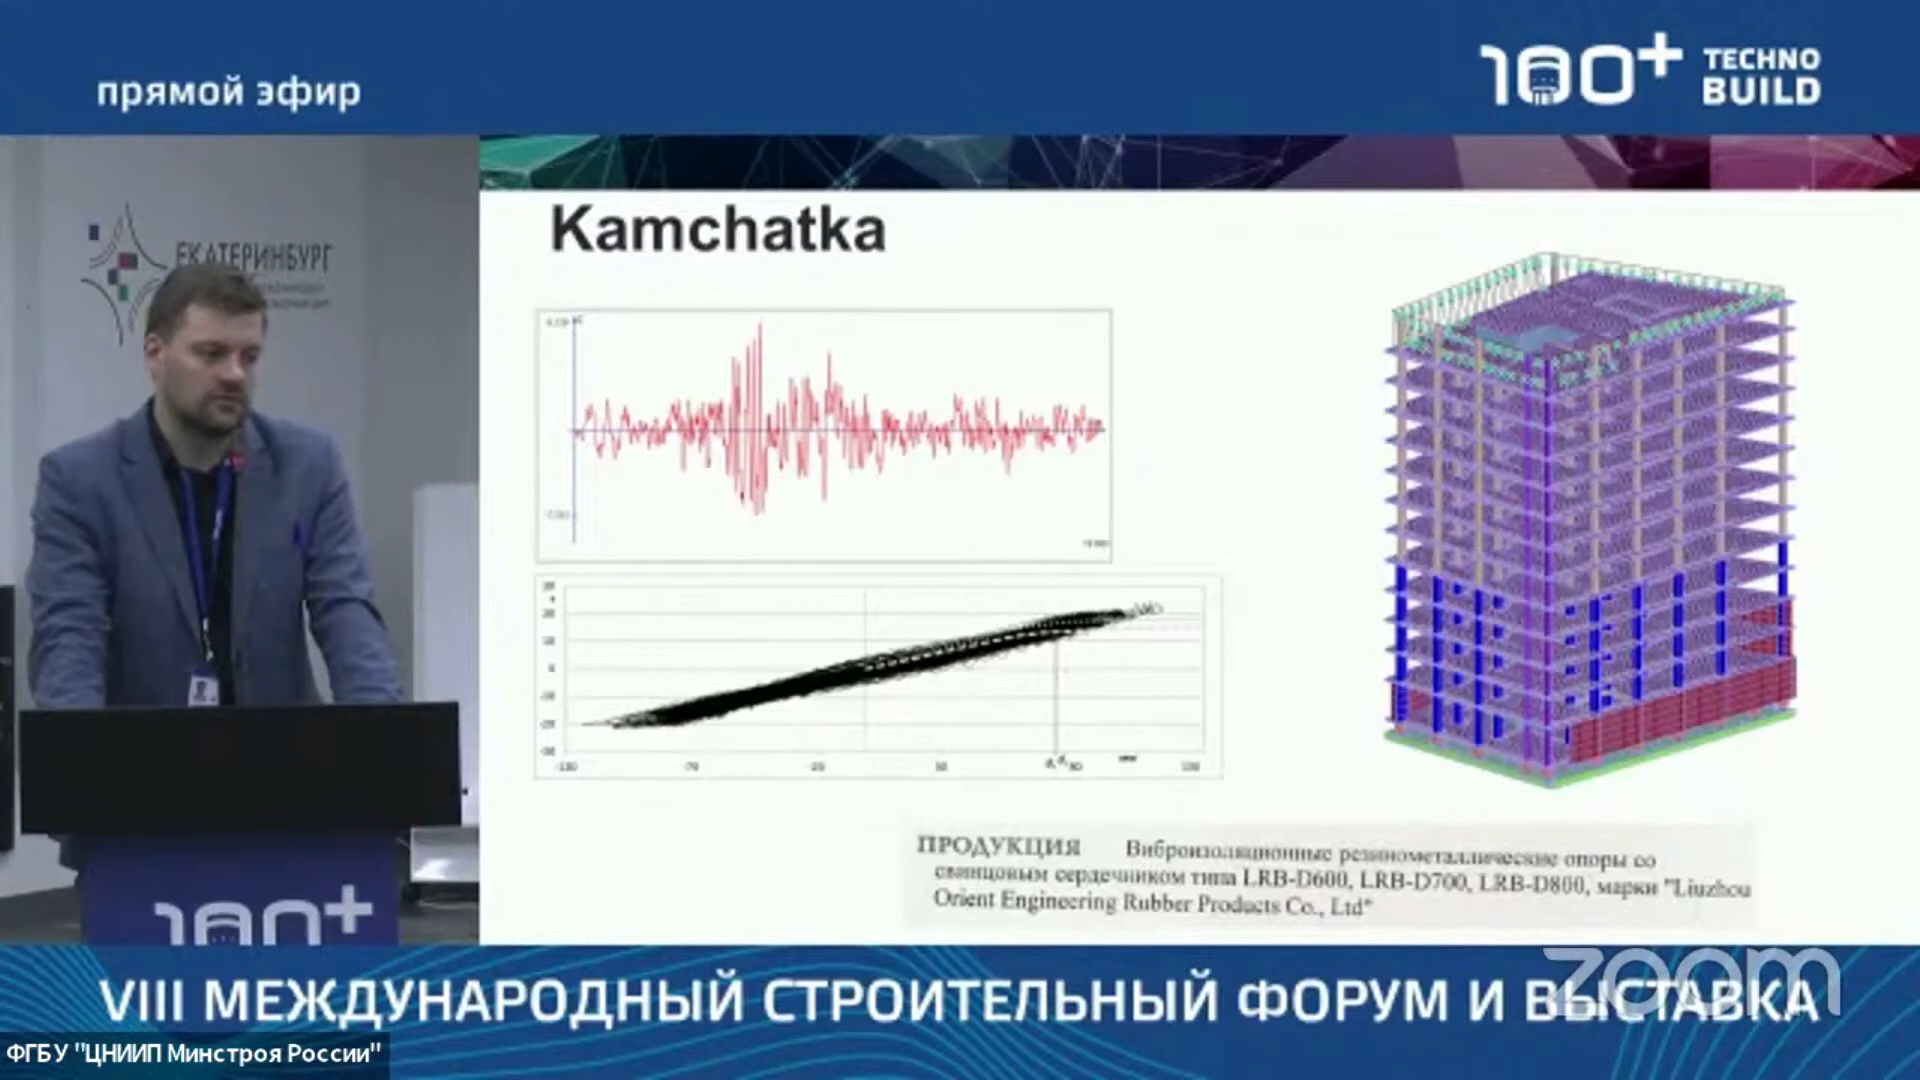 прямой эфир
100+ TECHNO
BUILD
ЕКАТЕРИНБУРГ
Kamchatka
ПРОДУКЦИЯ Виброизоляционные резинометаллические опоры со
свинцовым сердечником типа LRB-D600, LRB-D700, LRB-D800, марки "Liuzhou
Orient Engineering Rubber Products Co., Ltd"
100+
zoom
VIII МЕЖДУНАРОДНЫЙ СТРОИТЕЛЬНЫЙ ФОРУМ И ВЫСТАВКА
ФГБУ "ЦНИИП Минстроя России"